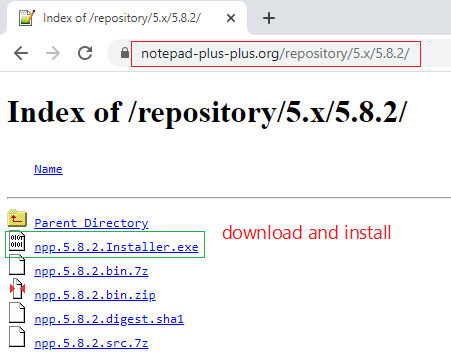 Index of /repository/5.x/5.8.2/
notepad-plus-plus.org/repository/5.x/5.8.2/
Index of /repository/5.x/5.8.2/
Name
Parent Directory
npp.5.8.2.Installer.exe
download and install
npp.5.8.2.bin.7z
npp.5.8.2.bin.zip
npp.5.8.2.digest.sha1
npp.5.8.2.src.7z